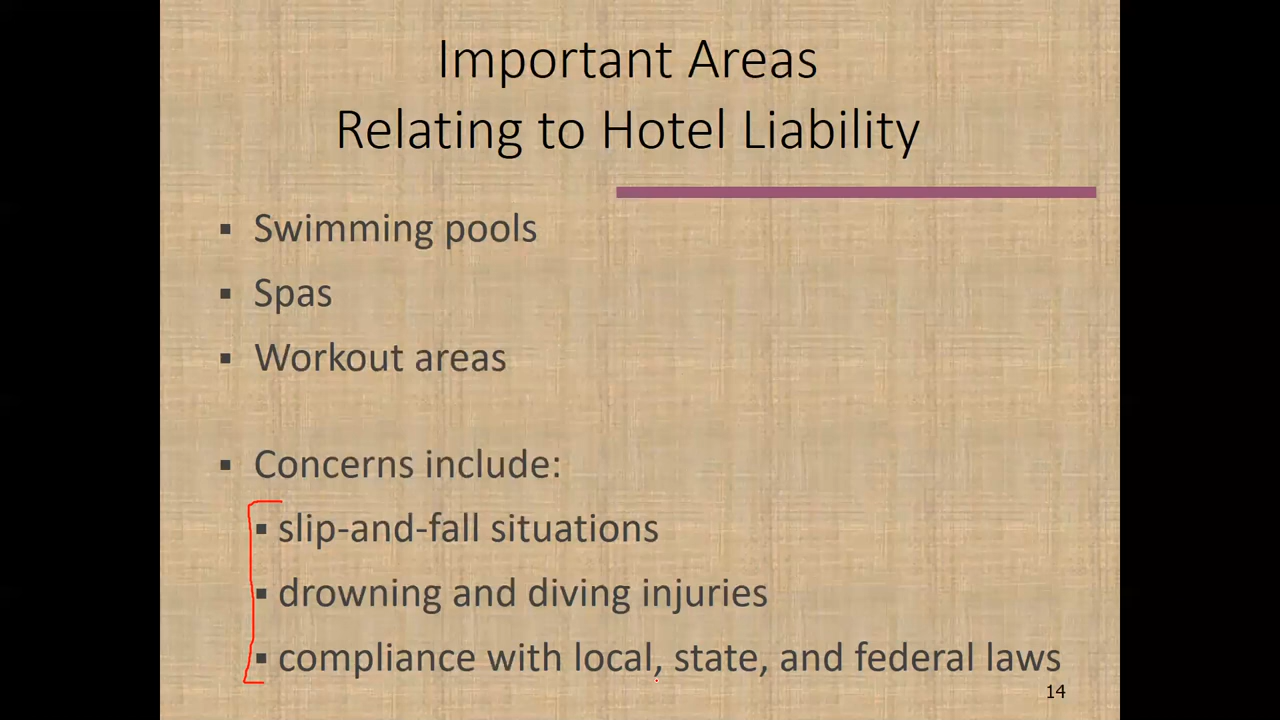 Important Areas
Relating to Hotel Liability
▪ Swimming pools
▪ Spas
▪ Workout areas
▪ Concerns include:
▪ slip-and-fall situations
▪ drowning and diving injuries
▪ compliance with local, state, and federal laws
14